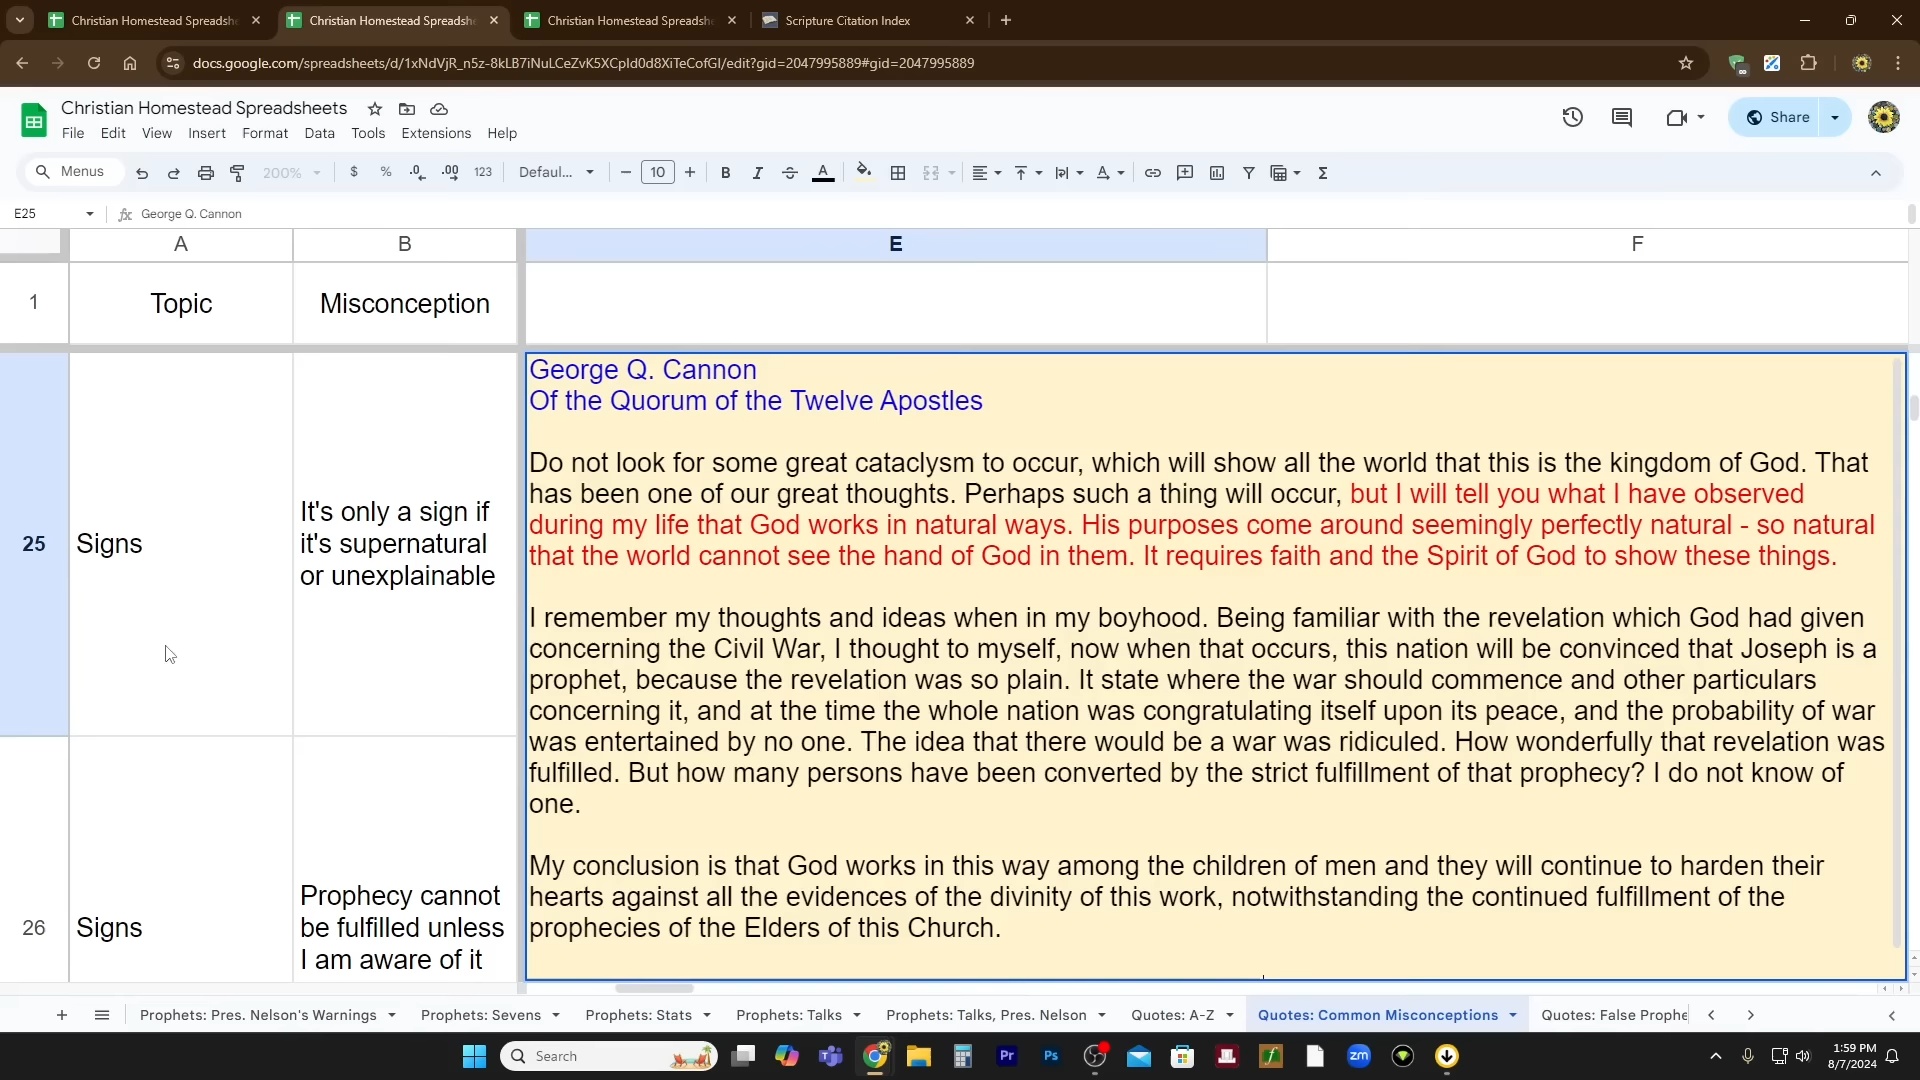 Christian Homestead Spreadsh
Christian Homestead Spreadsh
Christian Homestead Spreadsh
Scripture Citation Index
docs.google.com/spreadsheets/d/1xNdVjR_n5z-8kLB7iNuLCeZvK5XCpId0d8XiTeCofGI/edit?gid=2047995889#gid=2047995889
Christian Homestead Spreadsheets
File Edit View Insert Format Data Tools Extensions Help
Share
Menus 200% $ % .0 .00 123 Defaul... 10 B I A
E25 fx George Q. Cannon
A B E F
1 Topic Misconception
George Q. Cannon
Of the Quorum of the Twelve Apostles
Do not look for some great cataclysm to occur, which will show all the world that this is the kingdom of God. That
has been one of our great thoughts. Perhaps such a thing will occur, but I will tell you what I have observed
during my life that God works in natural ways. His purposes come around seemingly perfectly natural - so natural
that the world cannot see the hand of God in them. It requires faith and the Spirit of God to show these things.
I remember my thoughts and ideas when in my boyhood. Being familiar with the revelation which God had given
concerning the Civil War, I thought to myself, now when that occurs, this nation will be convinced that Joseph is a
prophet, because the revelation was so plain. It state where the war should commence and other particulars
concerning it, and at the time the whole nation was congratulating itself upon its peace, and the probability of war
was entertained by no one. The idea that there would be a war was ridiculed. How wonderfully that revelation was
fulfilled. But how many persons have been converted by the strict fulfillment of that prophecy? I do not know of
one.
My conclusion is that God works in this way among the children of men and they will continue to harden their
hearts against all the evidences of the divinity of this work, notwithstanding the continued fulfillment of the
prophecies of the Elders of this Church.
25 Signs
It's only a sign if
it's supernatural
or unexplainable
26 Signs
Prophecy cannot
be fulfilled unless
I am aware of it
Prophets: Pres. Nelson's Warnings Prophets: Sevens Prophets: Stats Prophets: Talks Prophets: Talks, Pres. Nelson Quotes: A-Z Quotes: Common Misconceptions Quotes: False Prophe
Search
Pr Ps zm
1:59 PM
8/7/2024